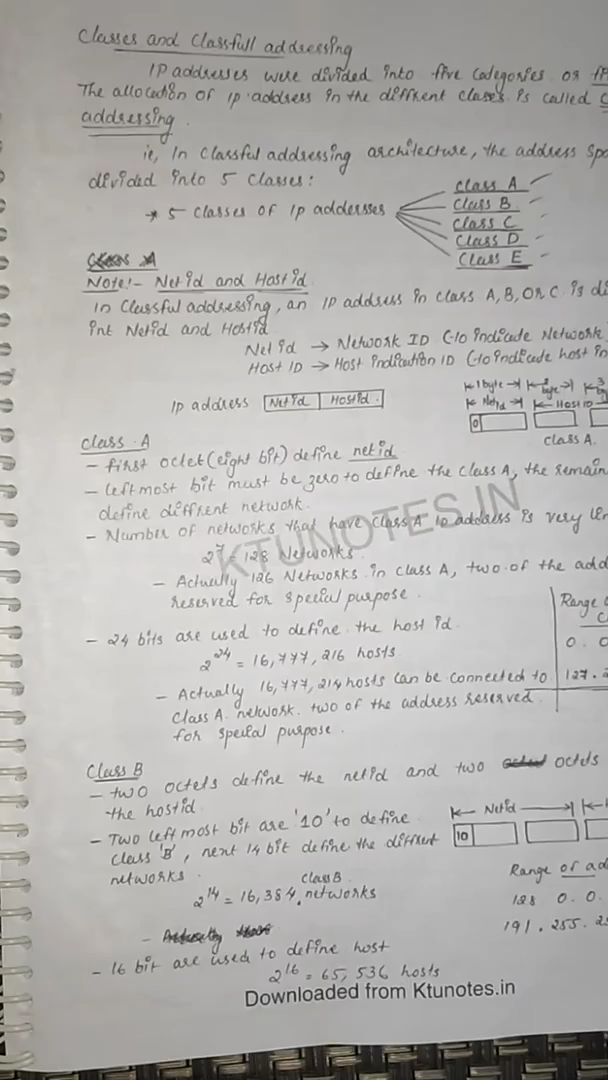 Classes and Classfull addressing
IP addresses were divided into five categories or
The allocation of ip address in the diffrent clases is called
addressing.
ie, In classful addressing architecture, the address
divided into 5 classes:
→ 5 classes of Ip addersses
Class A
Class B
Class C
Class D
Class E
Note!- Net id and Host id
In Classful addressing, an IP address in class A, B, or C is
int Netid and Hostid
Net id → Network ID (-to indicate Network
Host ID → Host indication ID (-to indicate host in
IP address Net id Host id
1 byte
Net id Host ID
0
class A.
Class A
- first octet (eight bit) define netid
- leftmost bit must be zero to define the class A, the
define diffrent network.
- Number of networks that have class A ip address is very
2^7 = 128 Networks.
- Actually 126 Networks in class A, two of the
reserved for special purpose.
- 24 bits are used to define the host id.
2^24 = 16,777,216 hosts
- Actually 16,777,214 hosts can be connected to
Class A network. two of the address reserved
for special purpose.
Range
0. 0
127.
KTUNOTES.IN
Class B
- two octets define the netid and two octets
the hostid
- Two left most bit are '10' to define
class 'B', next 14 bit define the diffrent
networks.
Net id
10
2^14 = 16,384 class B networks
Range of
128 0. 0.
191. 255.
- 16 bit are used to define host
2^16 = 65,536 hosts
Downloaded from Ktunotes.in